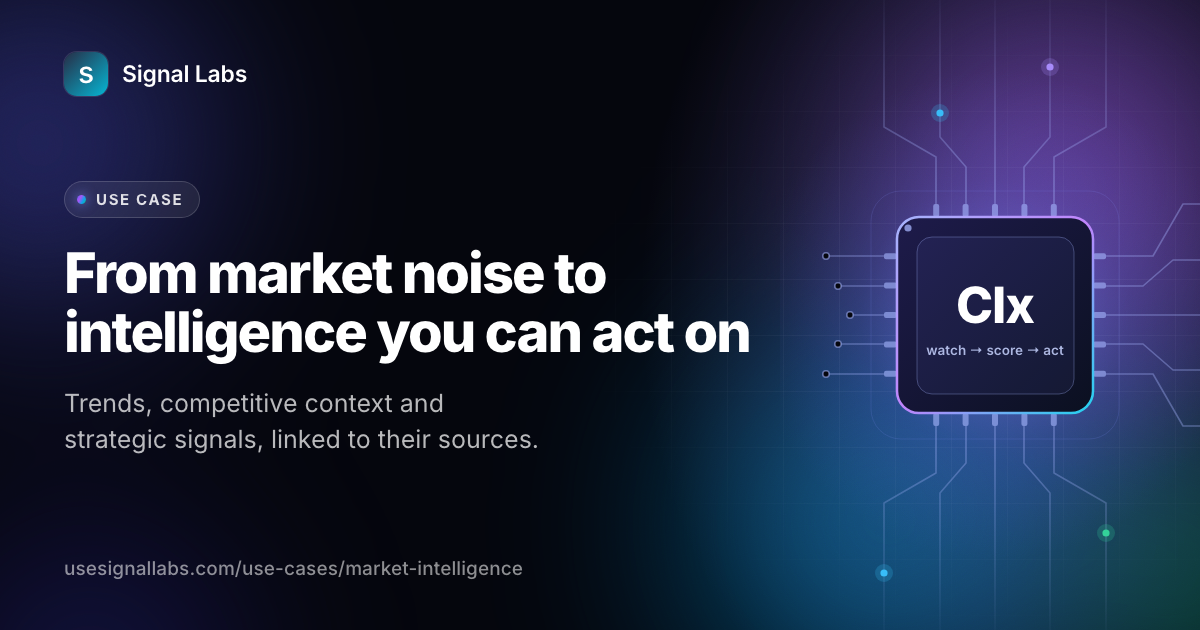 S
Signal Labs
USE CASE
From market noise to
intelligence you can act on
Trends, competitive context and
strategic signals, linked to their sources.
usesignallabs.com/use-cases/market-intelligence
CIx
watch → score → act